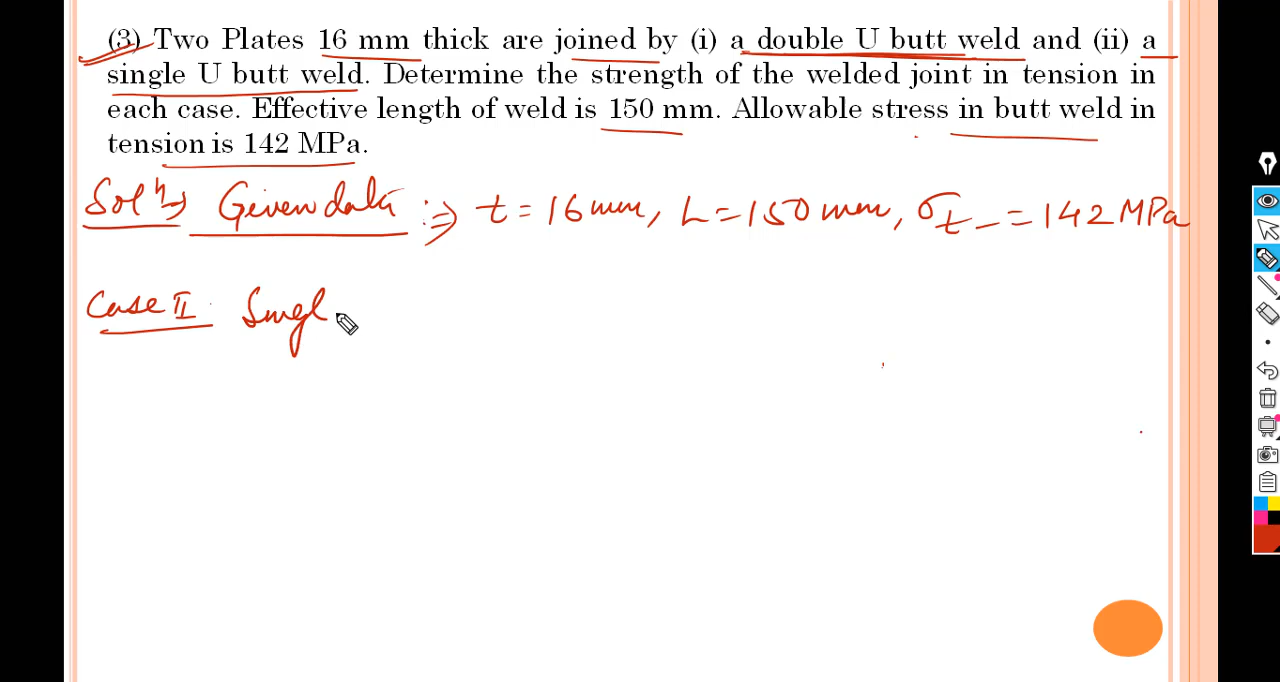 (3) Two Plates 16 mm thick are joined by (i) a double U butt weld and (ii) a
single U butt weld. Determine the strength of the welded joint in tension in
each case. Effective length of weld is 150 mm. Allowable stress in butt weld in
tension is 142 MPa.
Soln ⇒ Given data :⇒ t = 16 mm, L = 150 mm, σt = 142 MPa
Case II Singl